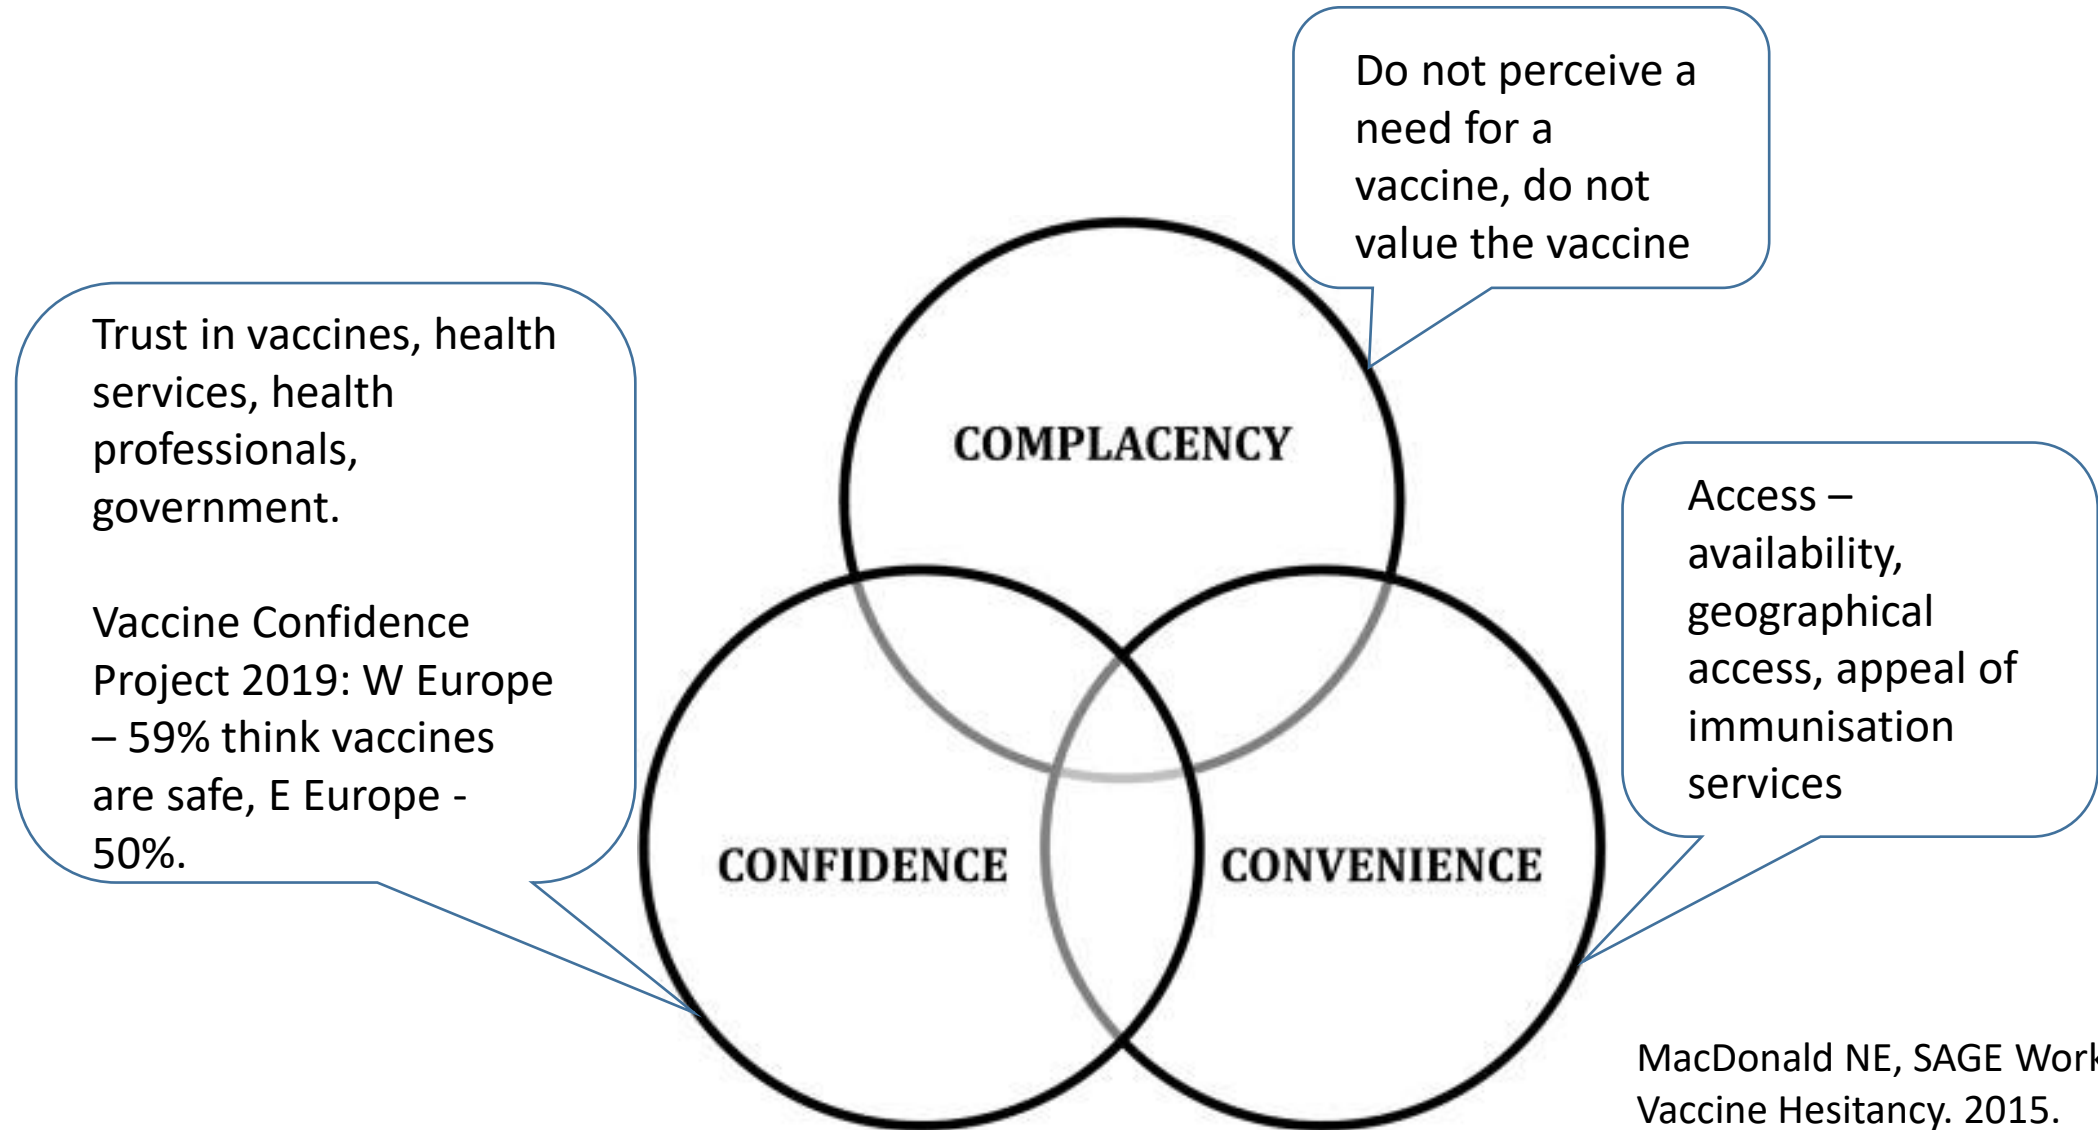 Do not perceive a
need for a
vaccine, do not
value the vaccine
Trust in vaccines, health
services, health
professionals,
government.
Vaccine Confidence
Project 2019: W Europe
– 59% think vaccines
are safe, E Europe -
50%.
COMPLACENCY
Access –
availability,
geographical
access, appeal of
immunisation
services
CONFIDENCE
CONVENIENCE
MacDonald NE, SAGE Work
Vaccine Hesitancy. 2015.